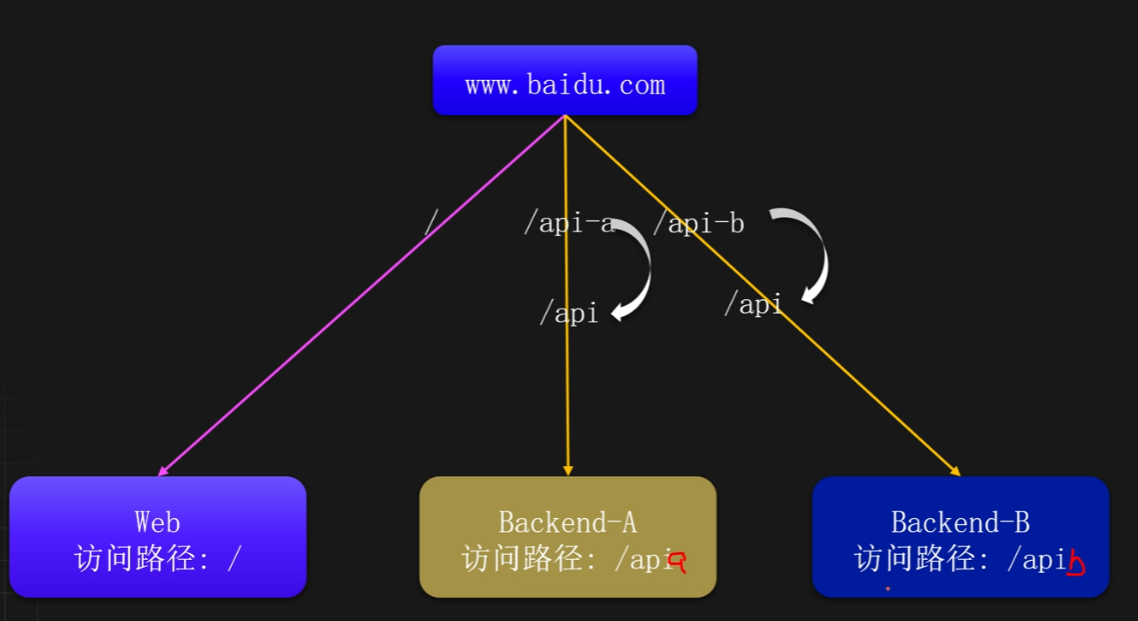 www.baidu.com
/
/api-a
/api-b
/api
/api
Web
访问路径: /
Backend-A
访问路径: /apia
Backend-B
访问路径: /apib